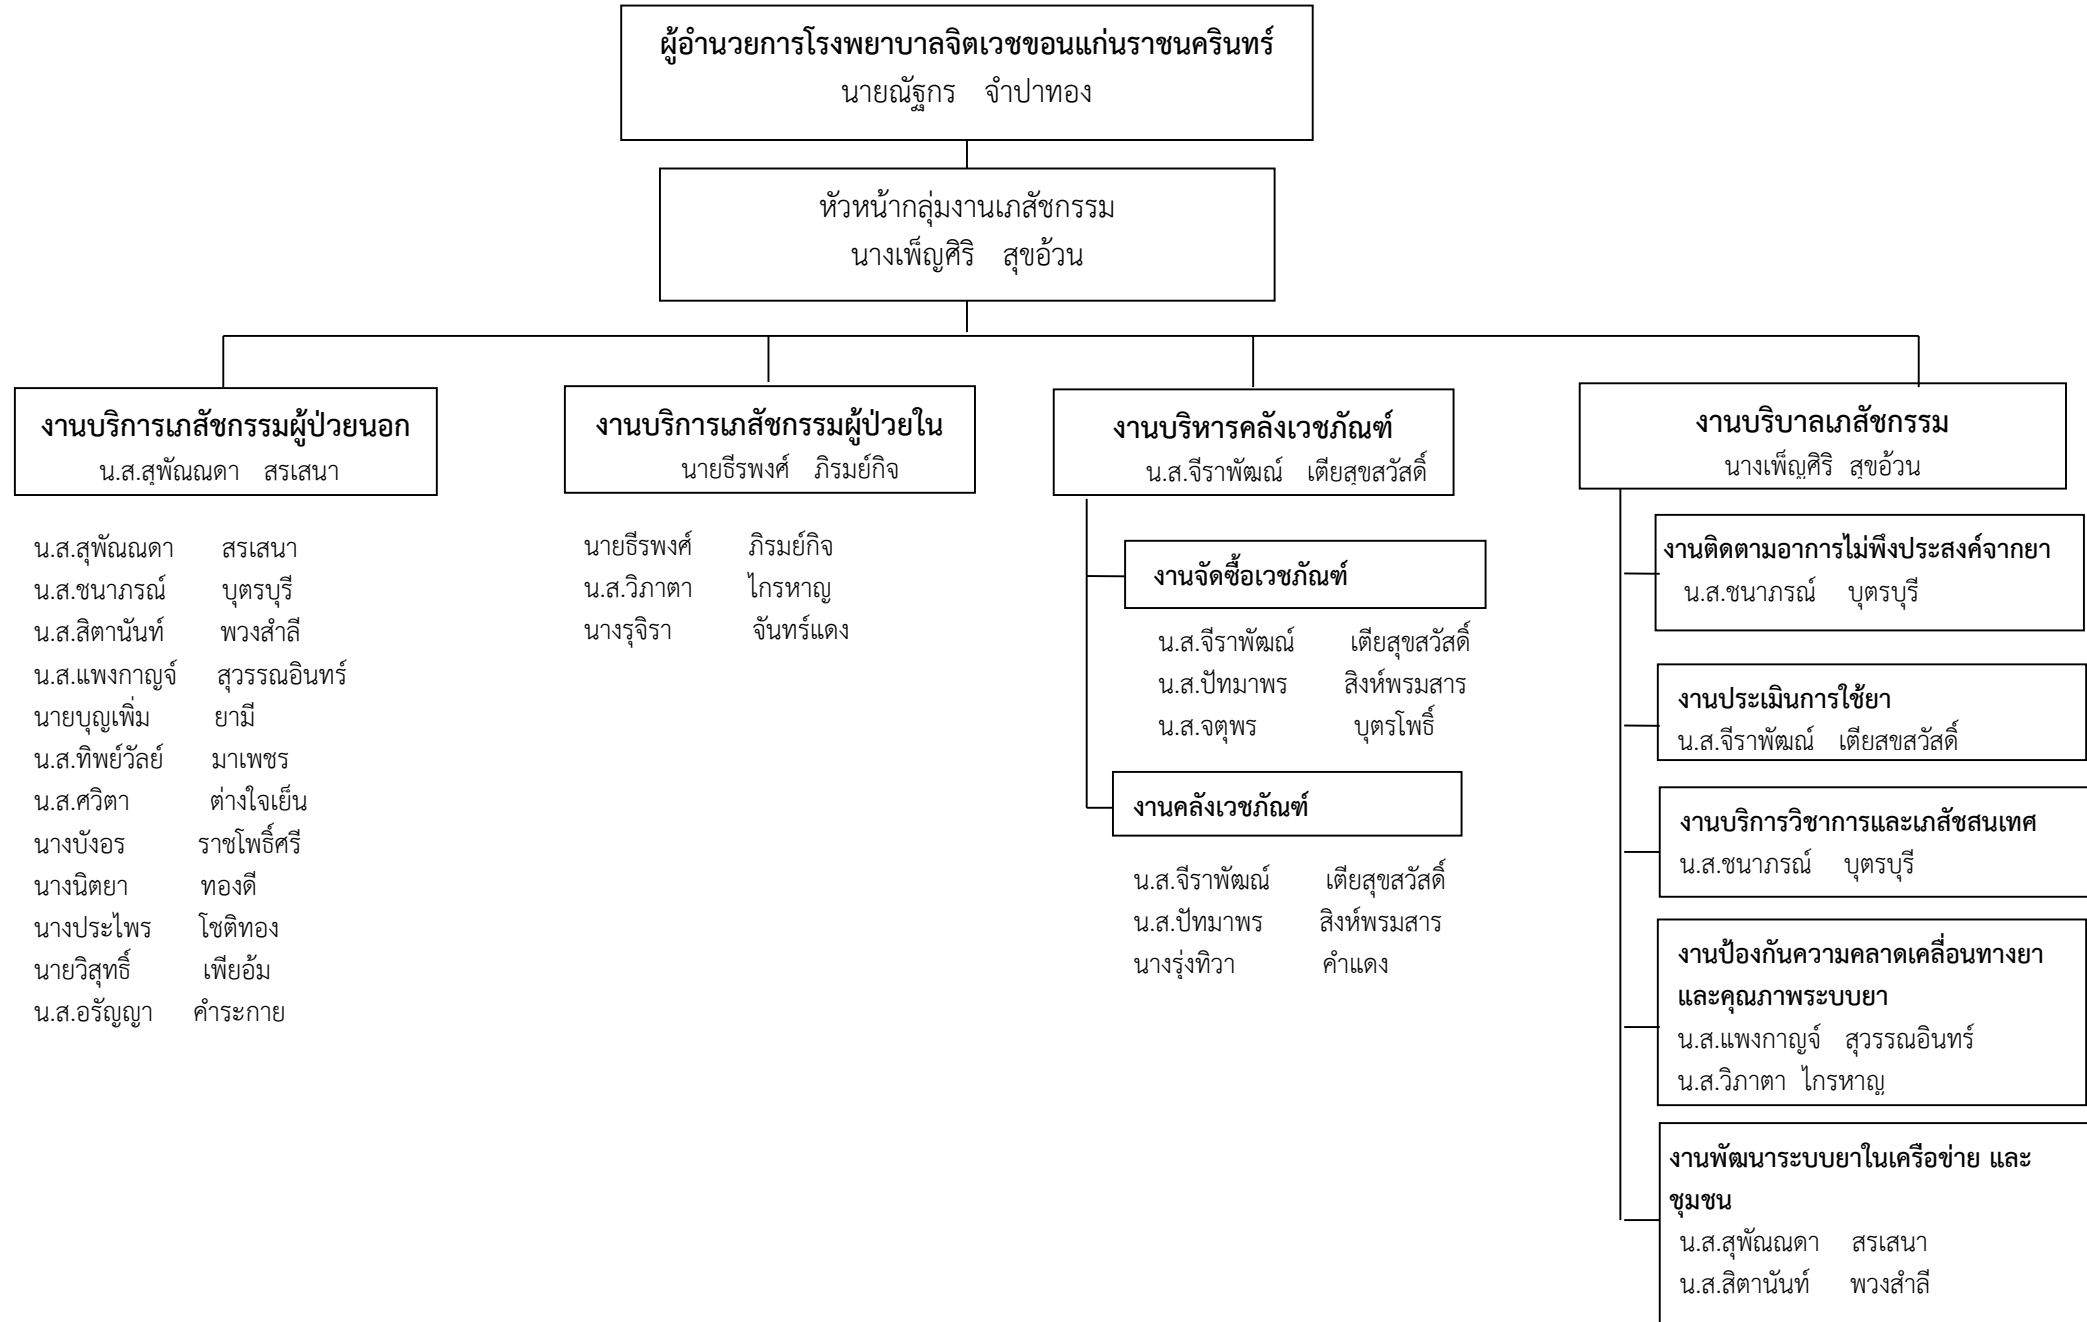 ผู้อำนวยการโรงพยาบาลจิตเวชขอนแก่นราชนครินทร์
นายณัฐกร จำปาทอง
หัวหน้ากลุ่มงานเภสัชกรรม
นางเพ็ญศิริ สุขอ้วน
งานบริการเภสัชกรรมผู้ป่วยนอก
น.ส.สุพัณณดา สรเสนา
น.ส.สุพัณณดา สรเสนา
น.ส.ชนาภรณ์ บุตรบุรี
น.ส.สิตานันท์ พวงสำลี
น.ส.แพงกาญจ์ สุวรรณอินทร์
นายบุญเพิ่ม ยามี
น.ส.ทิพย์วัลย์ มาเพชร
น.ส.ศวิตา ต่างใจเย็น
นางบังอร ราชโพธิ์ศรี
นางนิตยา ทองดี
นางประไพร โชติทอง
นายวิสุทธิ์ เพียอ้ม
น.ส.อรัญญา คำระกาย
งานบริการเภสัชกรรมผู้ป่วยใน
นายธีรพงศ์ ภิรมย์กิจ
นายธีรพงศ์ ภิรมย์กิจ
น.ส.วิภาตา ไกรหาญ
นางรุจิรา จันทร์แดง
งานบริหารคลังเวชภัณฑ์
น.ส.จีราพัฒณ์ เตียสุขสวัสดิ์
งานจัดซื้อเวชภัณฑ์
น.ส.จีราพัฒณ์ เตียสุขสวัสดิ์
น.ส.ปัทมาพร สิงห์พรมสาร
น.ส.จตุพร บุตรโพธิ์
งานคลังเวชภัณฑ์
น.ส.จีราพัฒณ์ เตียสุขสวัสดิ์
น.ส.ปัทมาพร สิงห์พรมสาร
นางรุ่งทิวา คำแดง
งานบริบาลเภสัชกรรม
นางเพ็ญศิริ สุขอ้วน
งานติดตามอาการไม่พึงประสงค์จากยา
น.ส.ชนาภรณ์ บุตรบุรี
งานประเมินการใช้ยา
น.ส.จีราพัฒณ์ เตียสุขสวัสดิ์
งานบริการวิชาการและเภสัชสนเทศ
น.ส.ชนาภรณ์ บุตรบุรี
งานป้องกันความคลาดเคลื่อนทางยา
และคุณภาพระบบยา
น.ส.แพงกาญจ์ สุวรรณอินทร์
น.ส.วิภาตา ไกรหาญ
งานพัฒนาระบบยาในเครือข่าย และ
ชุมชน
น.ส.สุพัณณดา สรเสนา
น.ส.สิตานันท์ พวงสำลี